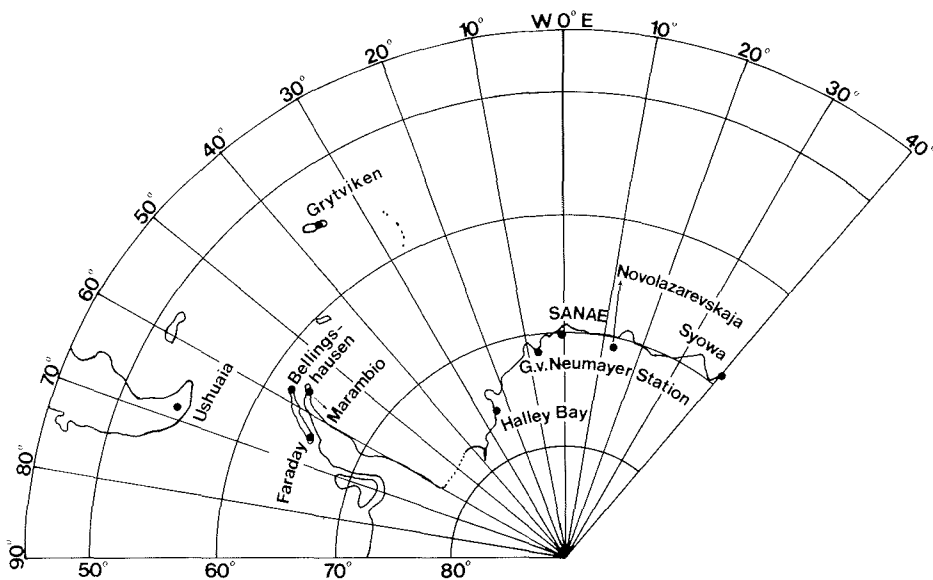 W 0° E
10°
10°
20°
20°
30°
30°
40°
40°
50°
60°
70°
80°
90°
Grytviken
Novolazarevskaja
SANAE
Syowa
Bellings-
hausen
Marambio
G.v.Neumayer Station
Ushuaia
Halley Bay
Faraday
50°
60°
70°
80°